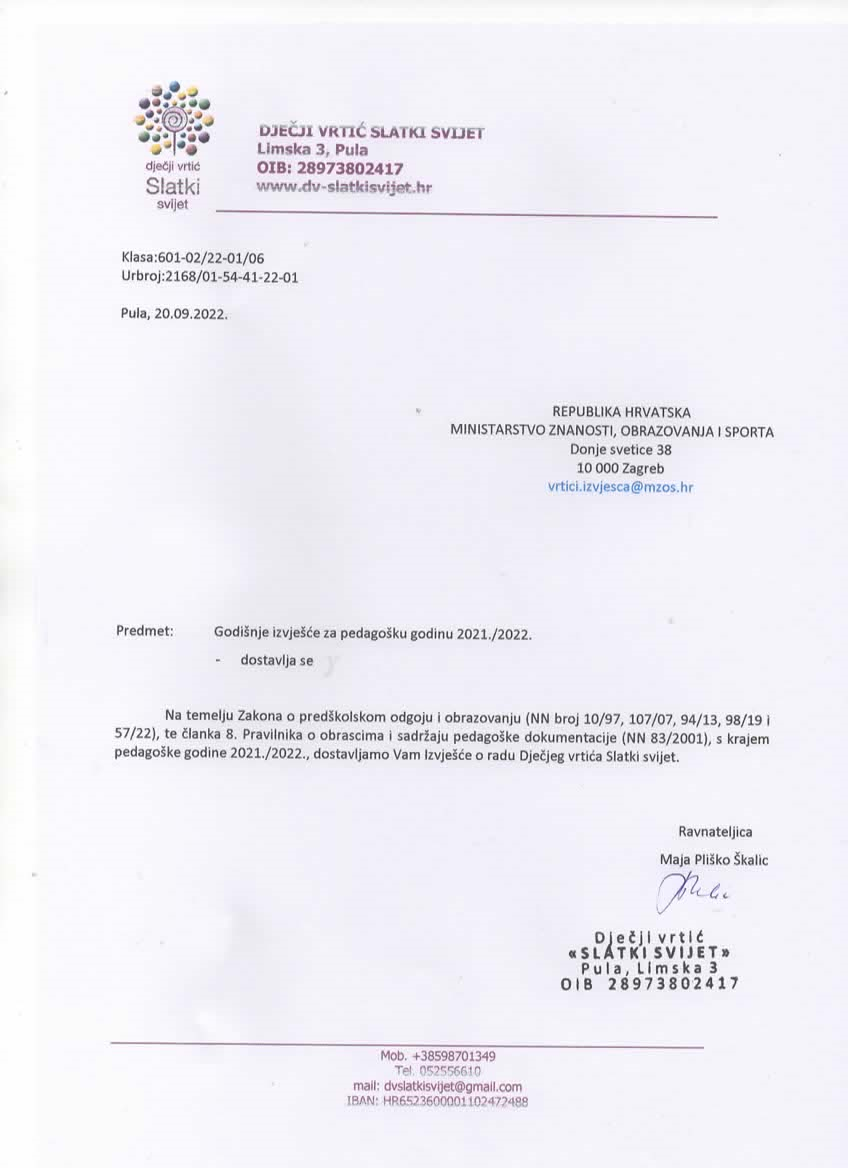 dječji vrtić
Slatki
svijet
DJEČJI VRTIĆ SLATKI SVIJET
Limska 3, Pula
OIB: 28973802417
www.dv-slatkisvijet.hr
Klasa:601-02/22-01/06
Urbroj:2168/01-54-41-22-01
Pula, 20.09.2022.
REPUBLIKA HRVATSKA
MINISTARSTVO ZNANOSTI, OBRAZOVANJA I SPORTA
Donje svetice 38
10 000 Zagreb
vrtici.izvjesca@mzos.hr
Predmet: Godišnje izvješće za pedagošku godinu 2021./2022.
- dostavlja se
Na temelju Zakona o predškolskom odgoju i obrazovanju (NN broj 10/97, 107/07, 94/13, 98/19 i
57/22), te članka 8. Pravilnika o obrascima i sadržaju pedagoške dokumentacije (NN 83/2001), s krajem
pedagoške godine 2021./2022., dostavljamo Vam Izvješće o radu Dječjeg vrtića Slatki svijet.
Ravnateljica
Maja Pliško Škalic
Dječji vrtić
«SLATKI SVIJET»
Pula, Limska 3
OIB 28973802417
Mob. +38598701349
Tel. 052556610
mail: dvslatkisvijet@gmail.com
IBAN: HR6523600001102472488